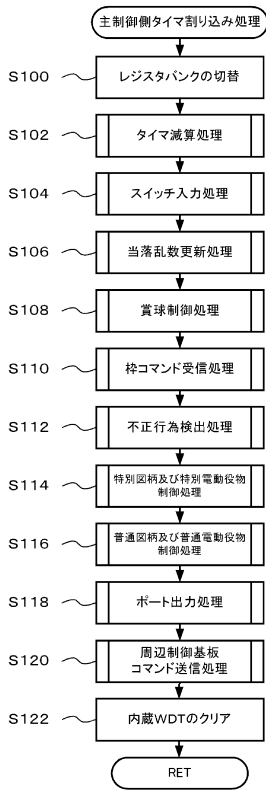 主制御側タイマ割り込み処理
S100
レジスタバンクの切替
S102
タイマ減算処理
S104
スイッチ入力処理
S106
当落乱数更新処理
S108
賞球制御処理
S110
枠コマンド受信処理
S112
不正行為検出処理
S114
特別図柄及び特別電動役物
制御処理
S116
普通図柄及び普通電動役物
制御処理
S118
ポート出力処理
S120
周辺制御基板
コマンド送信処理
S122
内蔵WDTのクリア
RET